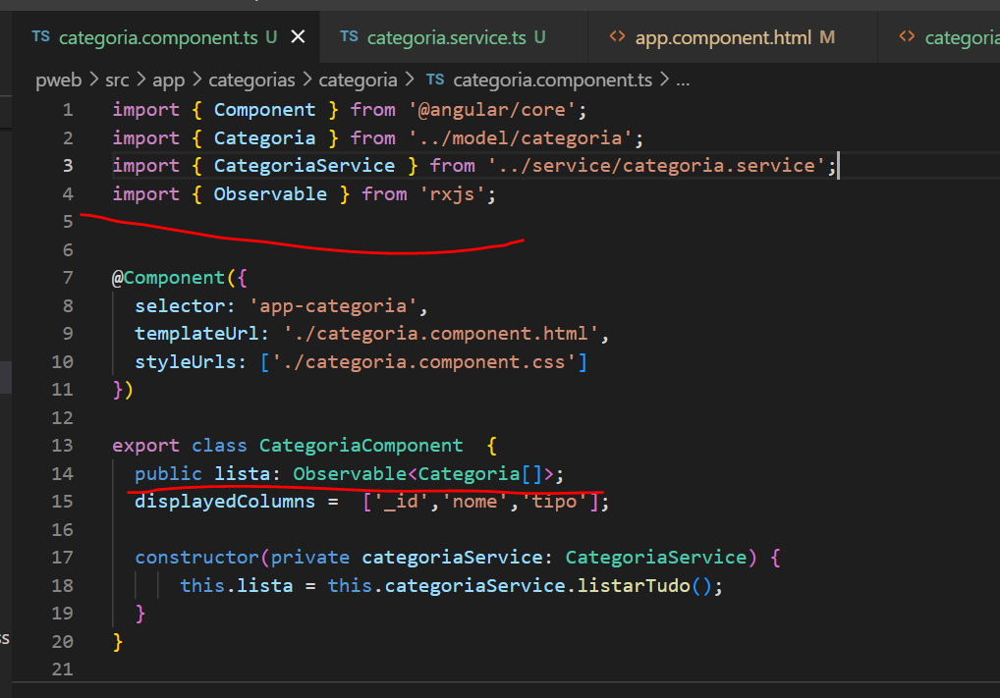 TS categoria.component.ts U × TS categoria.service.ts U <> app.component.html M <> categoria
pweb > src > app > categorias > categoria > TS categoria.component.ts > ...
1 import { Component } from '@angular/core';
2 import { Categoria } from '../model/categoria';
3 import { CategoriaService } from '../service/categoria.service';
4 import { Observable } from 'rxjs';
5
6
7 @Component({
8 selector: 'app-categoria',
9 templateUrl: './categoria.component.html',
10 styleUrls: ['./categoria.component.css']
11 })
12
13 export class CategoriaComponent  {
14 public lista: Observable<Categoria[]>;
15 displayedColumns =  ['_id','nome','tipo'];
16
17 constructor(private categoriaService: CategoriaService) {
18 this.lista = this.categoriaService.listarTudo();
19 }
20 }
21